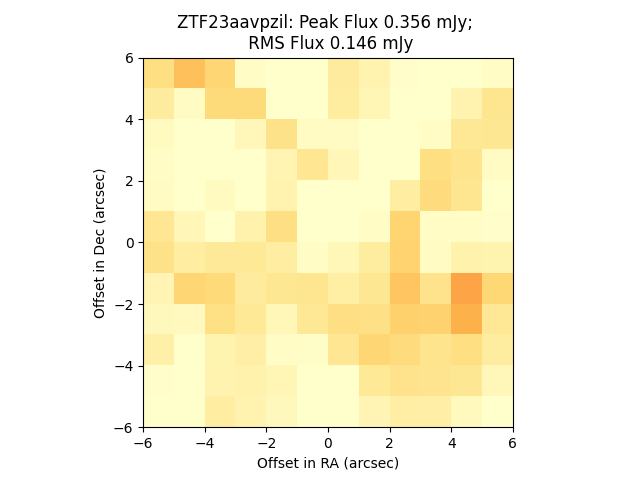 ZTF23aavpzil: Peak Flux 0.356 mJy;
RMS Flux 0.146 mJy
6
4
2
0
−2
−4
−6
Offset in Dec (arcsec)
−6 −4 −2 0 2 4 6
Offset in RA (arcsec)